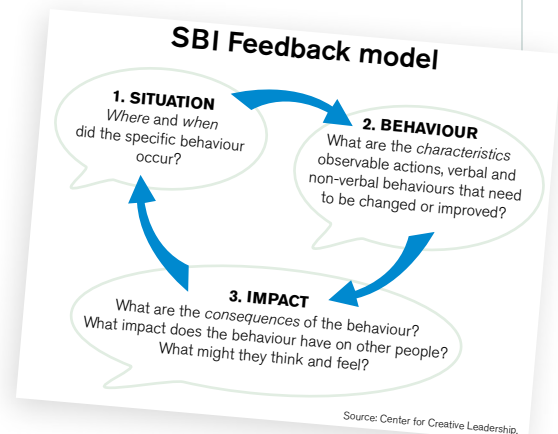 SBI Feedback model
1. SITUATION
Where and when
did the specific behaviour
occur?
2. BEHAVIOUR
What are the characteristics
observable actions, verbal and
non-verbal behaviours that need
to be changed or improved?
3. IMPACT
What are the consequences of the behaviour?
What impact does the behaviour have on other people?
What might they think and feel?
Source: Center for Creative Leadership.